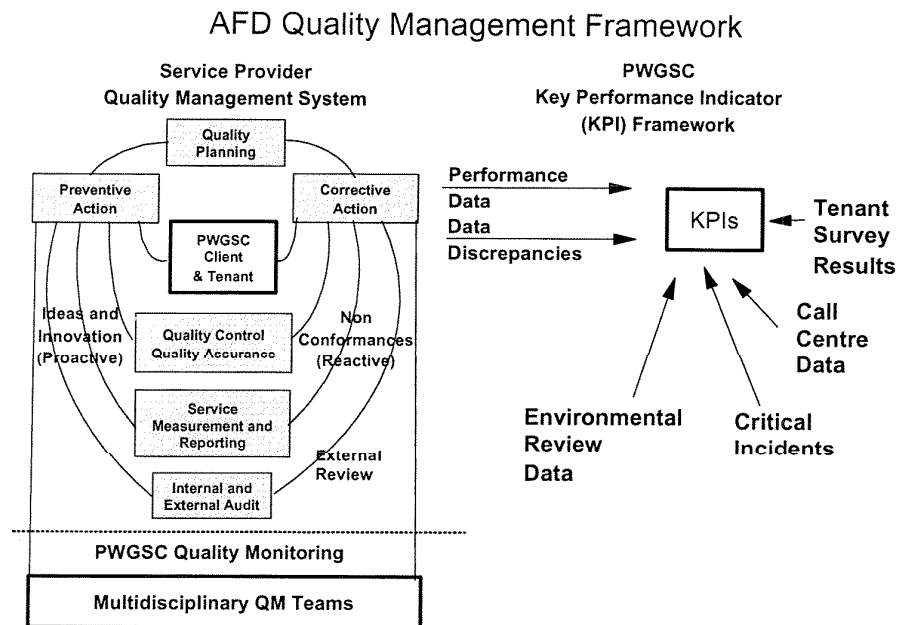 AFD Quality Management Framework
Service Provider
Quality Management System
Quality
Planning
Preventive
Action
Corrective
Action
PWGSC
Client
& Tenant
Ideas and
Innovation
(Proactive)
Quality Control
Quality Assurance
Non
Conformances
(Reactive)
Service
Measurement and
Reporting
External
Review
Internal and
External Audit
PWGSC Quality Monitoring
Multidisciplinary QM Teams
PWGSC
Key Performance Indicator
(KPI) Framework
Performance
Data
Data
Discrepancies
KPIs
Tenant
Survey
Results
Call
Centre
Data
Environmental
Review
Data
Critical
Incidents